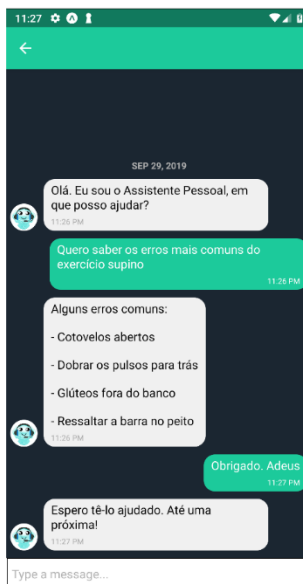 11:27
SEP 29, 2019
Olá. Eu sou o Assistente Pessoal, em
que posso ajudar?
11:26 PM
Quero saber os erros mais comuns do
exercício supino
11:26 PM
Alguns erros comuns:
- Cotovelos abertos
- Dobrar os pulsos para trás
- Glúteos fora do banco
- Ressaltar a barra no peito
11:26 PM
Obrigado. Adeus
11:27 PM
Espero tê-lo ajudado. Até uma
próxima!
11:27 PM
Type a message...